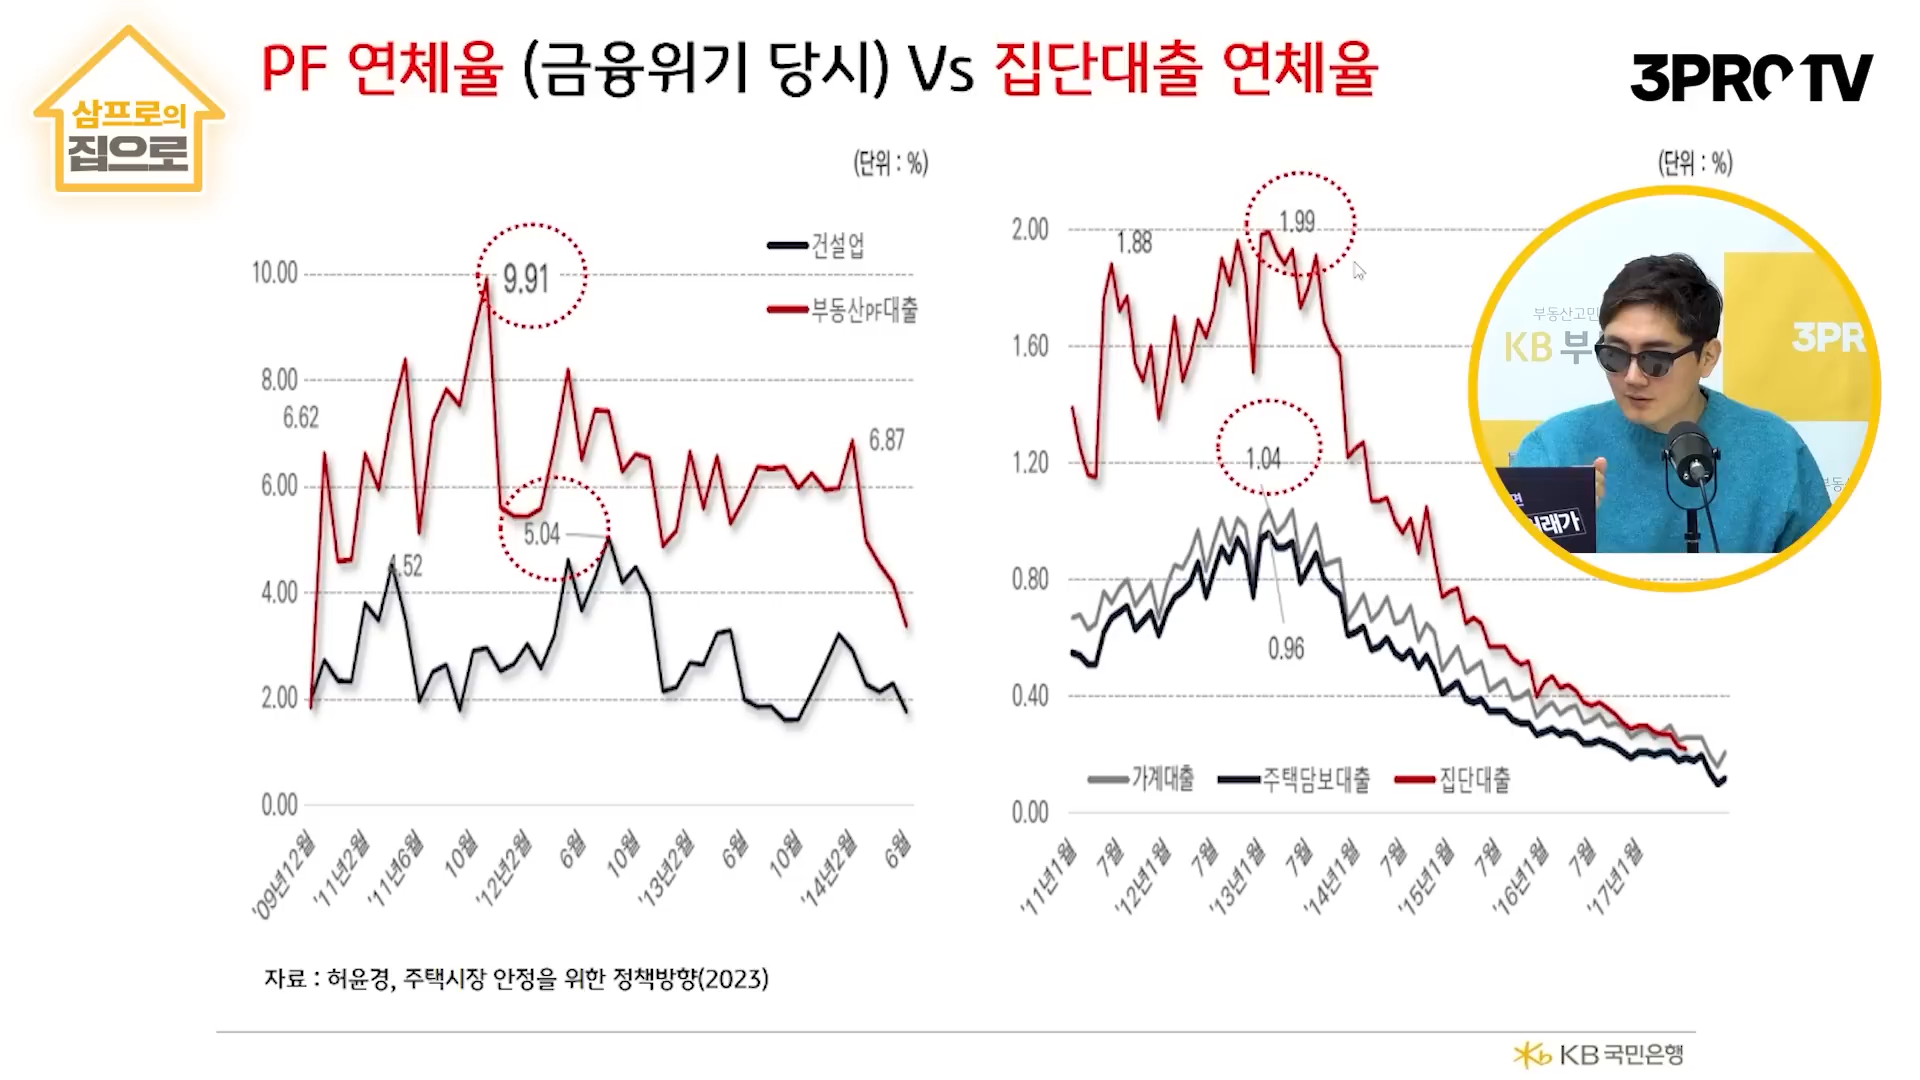 삼프로의
집으로
PF 연체율 (금융위기 당시) Vs 집단대출 연체율
3PROTV
(단위 : %)
건설업
부동산PF대출
10.00
8.00
6.00
4.00
2.00
0.00
6.62
9.91
4.52
5.04
6.87
'09년12월
'11년2월
'11년6월
10월
'12년2월
6월
10월
'13년2월
6월
10월
'14년2월
6월
(단위 : %)
2.00
1.60
1.20
0.80
0.40
0.00
1.88
1.99
1.04
0.96
가계대출
주택담보대출
집단대출
'11년1월
7월
'12년1월
7월
'13년1월
7월
'14년1월
7월
'15년1월
7월
'16년1월
7월
'17년1월
부동산고민
KB 부
3PR
자료 : 허윤경, 주택시장 안정을 위한 정책방향(2023)
KB 국민은행